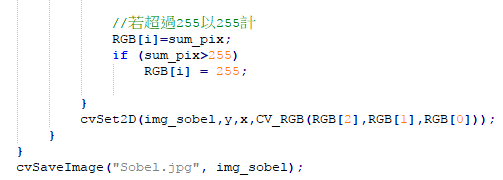 //若超過255以255計
RGB[i]=sum_pix;
if (sum_pix>255)
RGB[i] = 255;
}
cvSet2D(img_sobel,y,x,CV_RGB(RGB[2],RGB[1],RGB[0]));
}
}
cvSaveImage("Sobel.jpg", img_sobel);